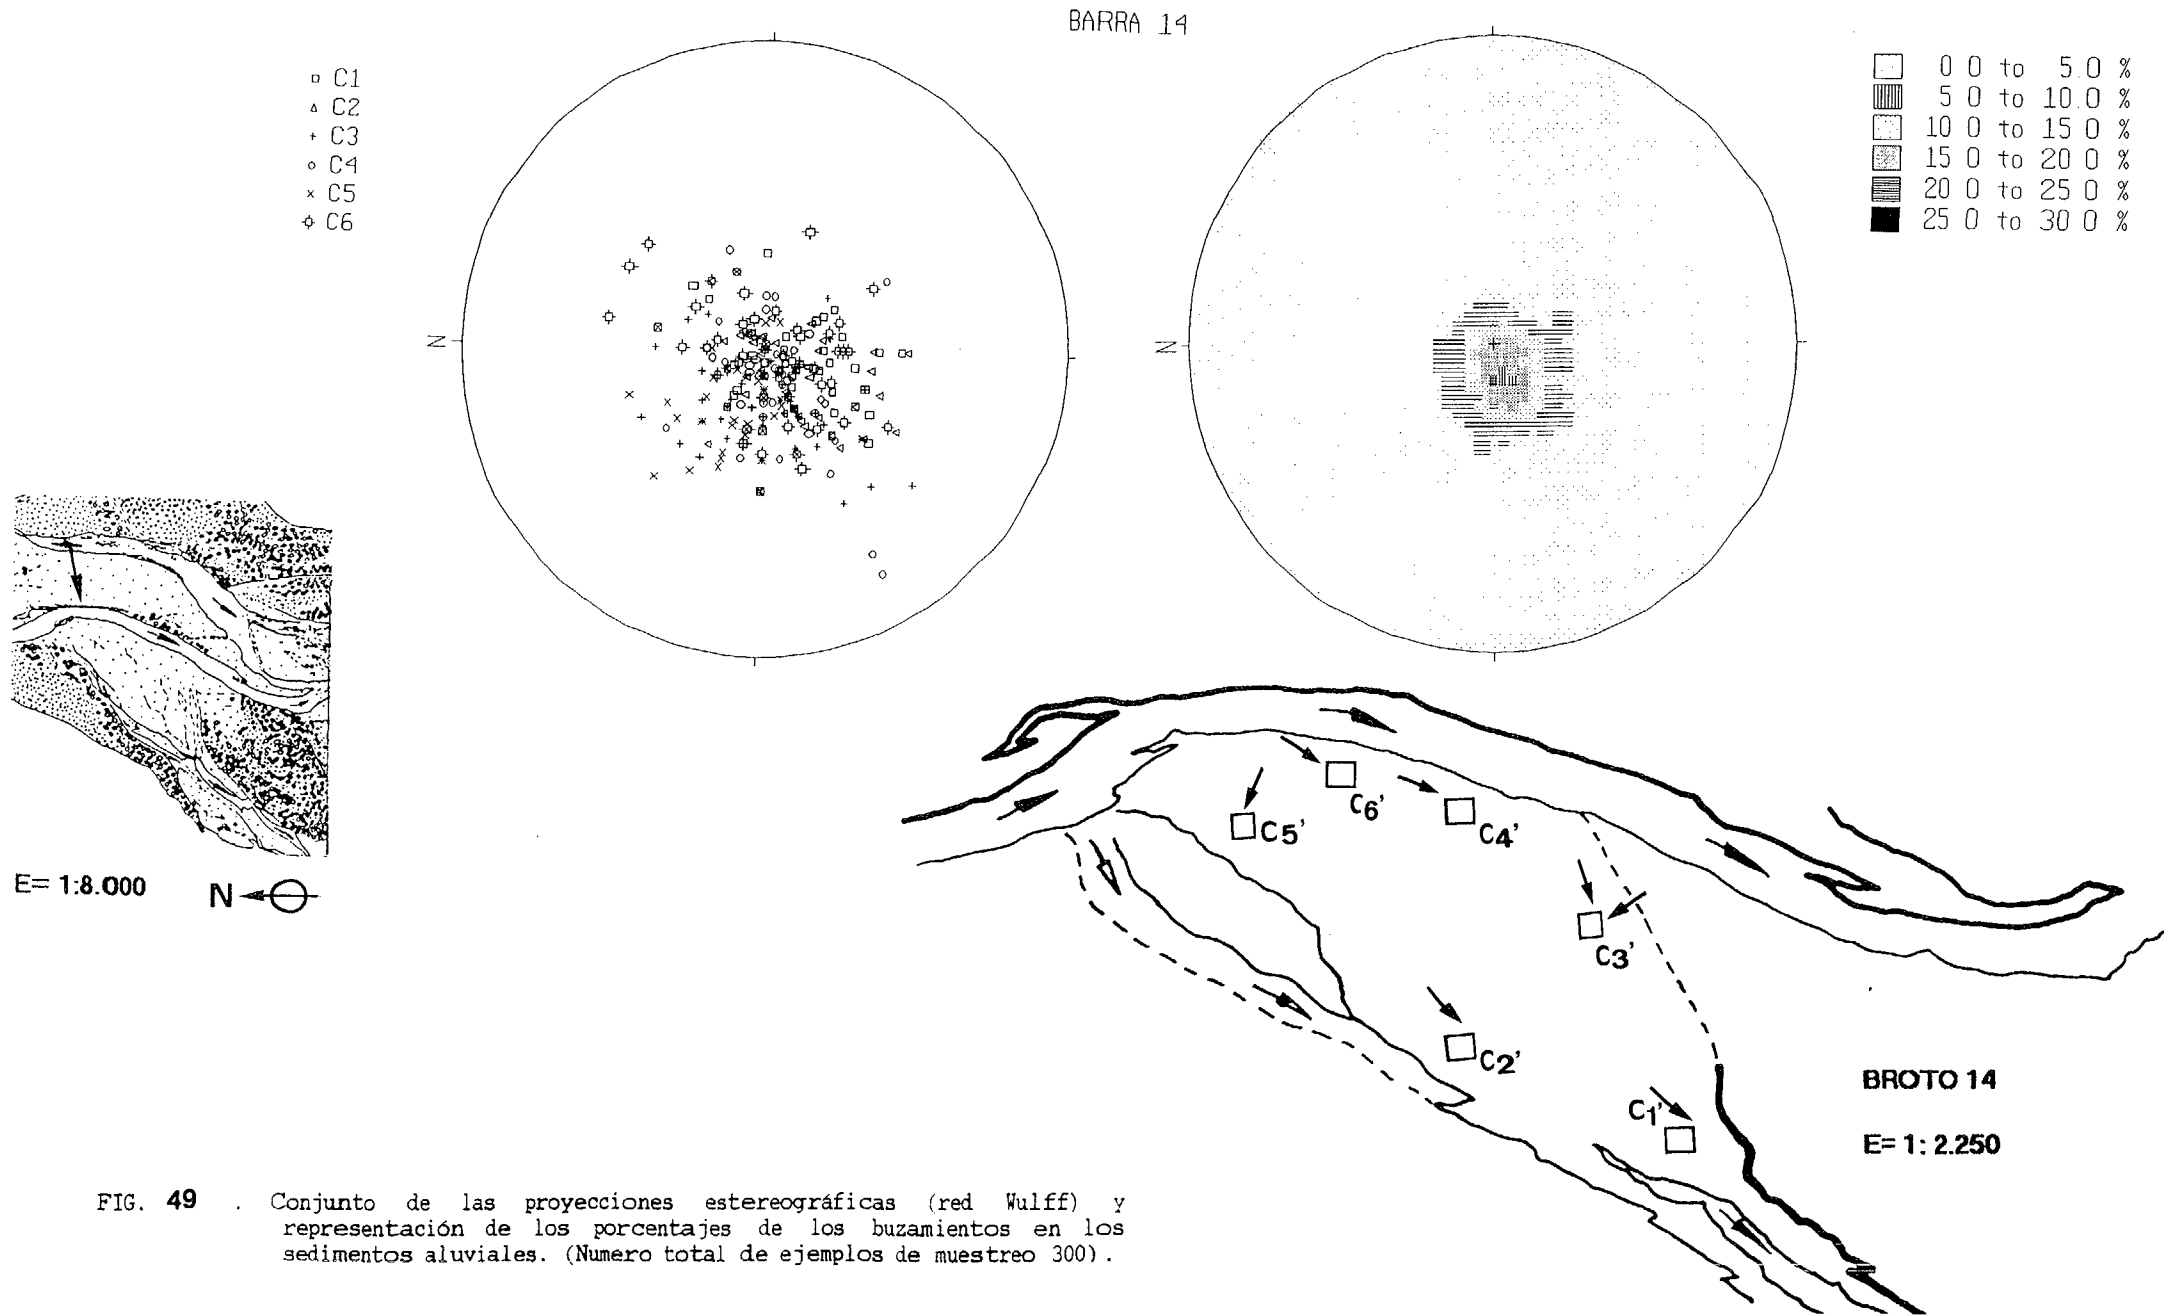 BARRA 14
C1
C2
C3
C4
C5
C6
N
N
0 0 to 5.0 %
5 0 to 10.0 %
10 0 to 15 0 %
15 0 to 20 0 %
20 0 to 25 0 %
25 0 to 30 0 %
E= 1:8.000
N
C5'
C6'
C4'
C3'
C2'
C1'
BROTO 14
E= 1: 2.250
FIG. 49 . Conjunto de las proyecciones estereográficas (red Wulff) y
representación de los porcentajes de los buzamientos en los
sedimentos aluviales. (Numero total de ejemplos de muestreo 300).